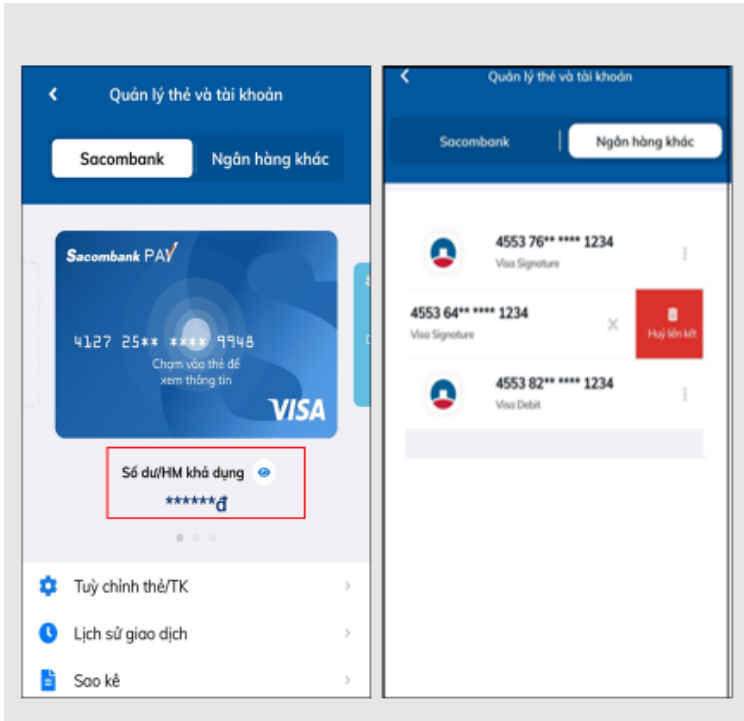 Quản lý thẻ và tài khoản
Sacombank
Ngân hàng khác
Sacombank PAY
4127 25** **** 9948
Chạm vào thẻ để
xem thông tin
VISA
Số dư/HM khả dụng
******đ
Tuỳ chỉnh thẻ/TK
Lịch sử giao dịch
Sao kê
Quản lý thẻ và tài khoản
Sacombank
Ngân hàng khác
4553 76** **** 1234
Visa Signature
4553 64** **** 1234
Visa Signature
Huỷ liên kết
4553 82** **** 1234
Visa Debit